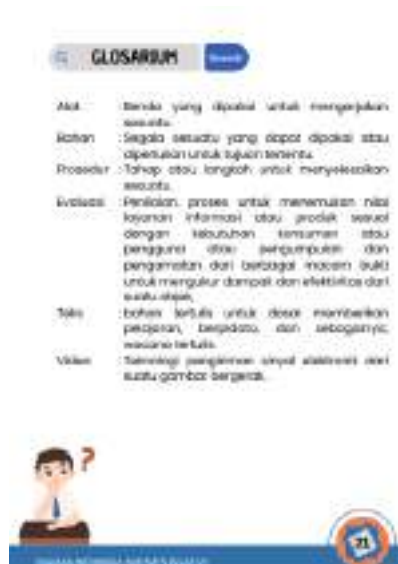 GLOSARIUM
Search
Alat : Benda yang dipakai untuk mengerjakan
sesuatu.
Bahan : Segala sesuatu yang dapat dipakai atau
diperlukan untuk tujuan tertentu.
Prosedur : Tahap atau langkah untuk menyelesaikan
sesuatu.
Evaluasi : Penilaian, proses untuk menemukan nilai
layanan informasi atau produk sesuai
dengan kebutuhan konsumen atau
pengguna atau pengumpulan dan
pengamatan dari berbagai macam bukti
untuk mengukur dampak dan efektivitas dari
suatu objek,
Teks : bahan tertulis untuk dasar memberikan
pelajaran, berpidato, dan sebagainya;
wacana tertulis.
Video : Teknologi pengiriman sinyal elektronik dari
suatu gambar bergerak.
?